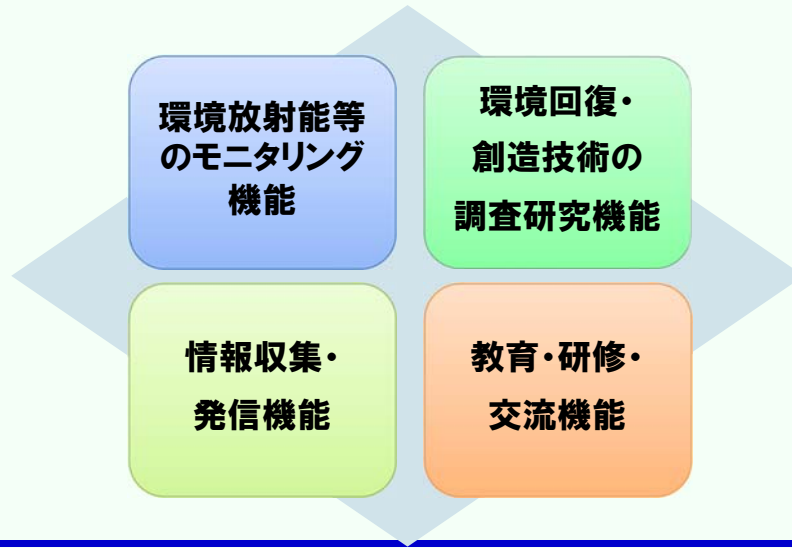 環境放射能等
のモニタリング
機能
環境回復・
創造技術の
調査研究機能
情報収集・
発信機能
教育・研修・
交流機能